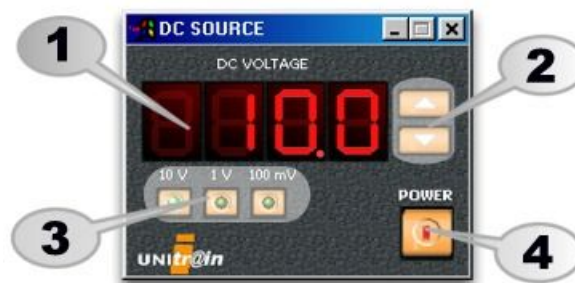 DC SOURCE
1
DC VOLTAGE
2
10.0
10 V 1 V 100 mV
POWER
3
4
UNItr@in